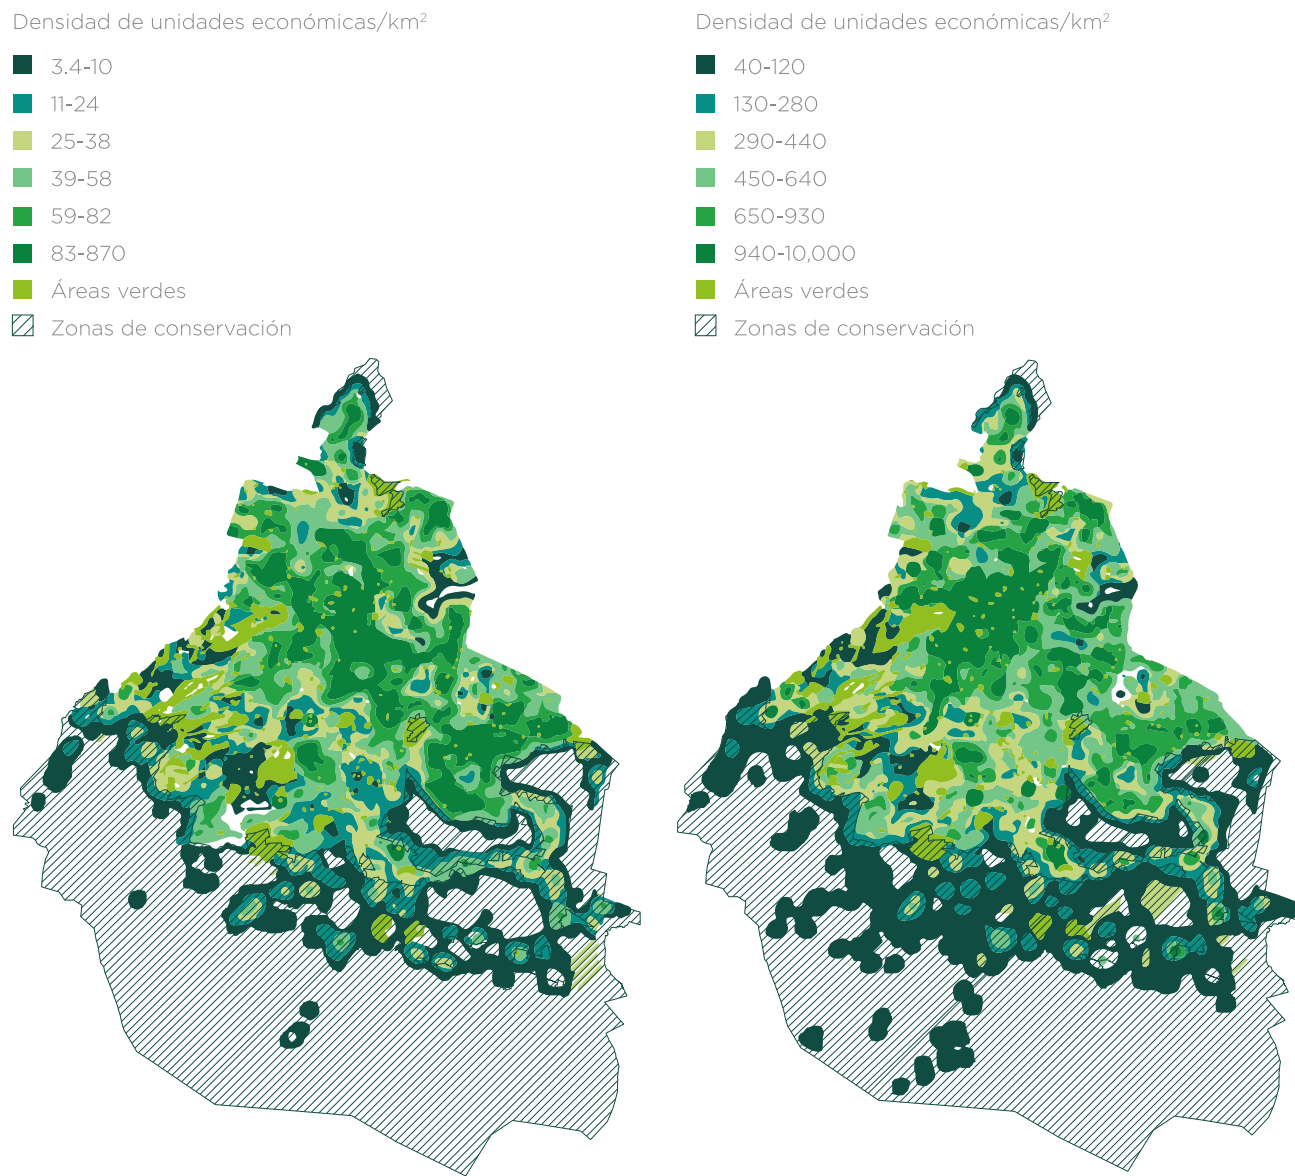 Densidad de unidades económicas/km²
3.4-10
11-24
25-38
39-58
59-82
83-870
Áreas verdes
Zonas de conservación
Densidad de unidades económicas/km²
40-120
130-280
290-440
450-640
650-930
940-10,000
Áreas verdes
Zonas de conservación